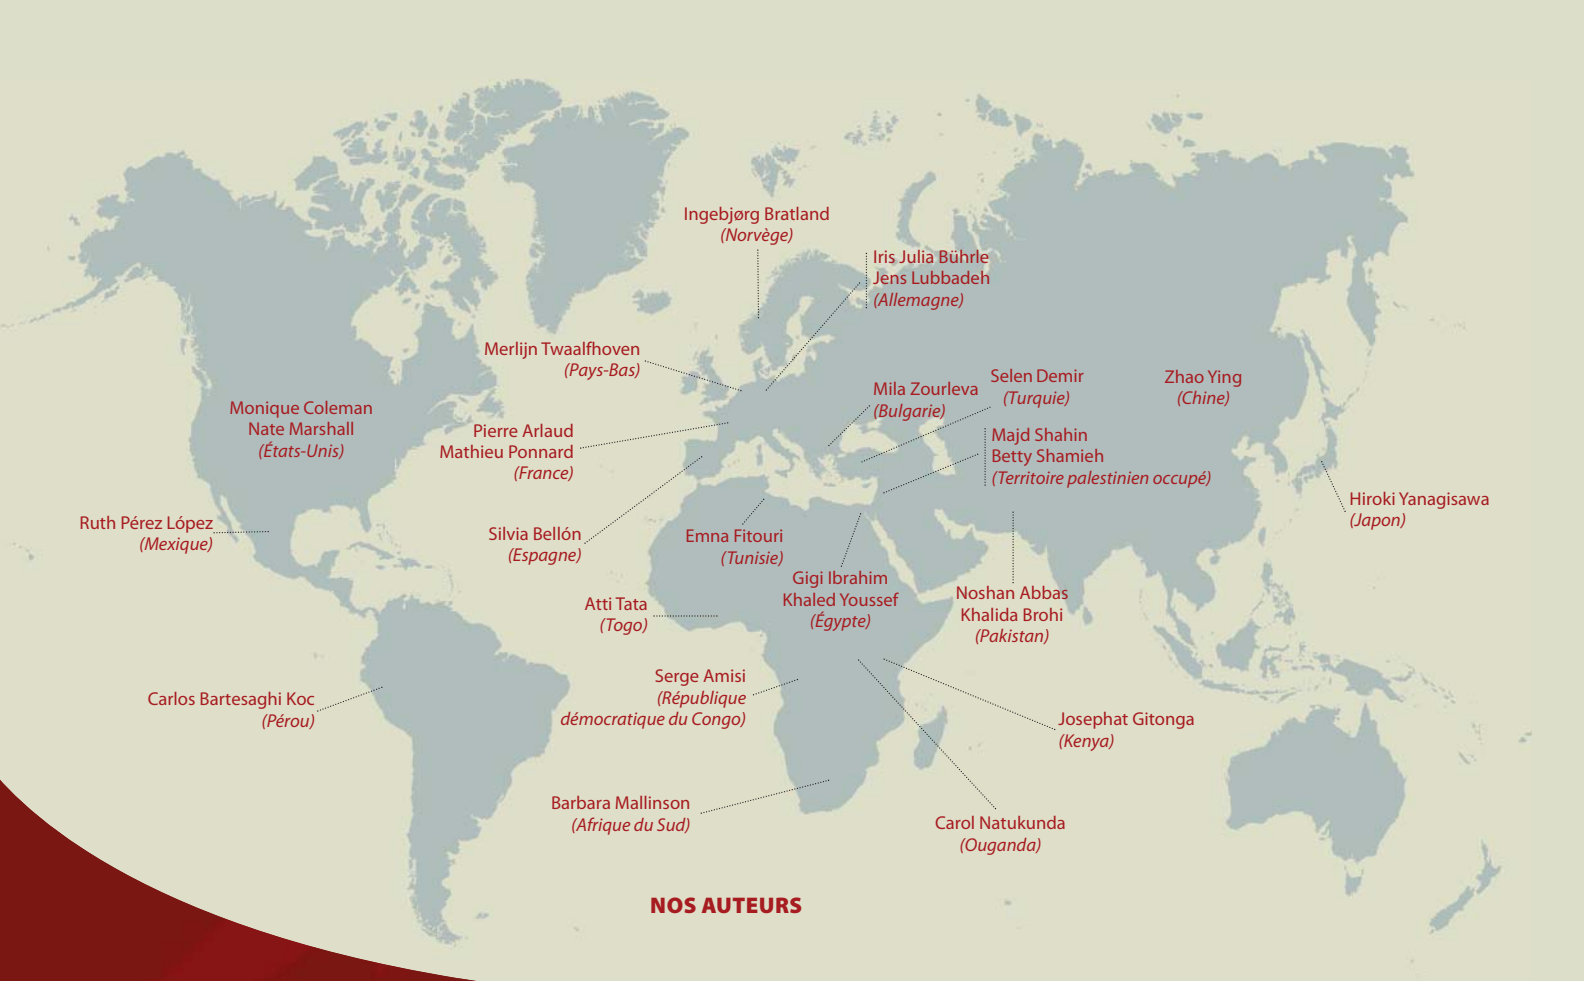 Ingebjørg Bratland
(Norvège)
Iris Julia Bührle
Jens Lubbadeh
(Allemagne)
Merlijn Twaalfhoven
(Pays-Bas)
Mila Zourleva
(Bulgarie)
Selen Demir
(Turquie)
Zhao Ying
(Chine)
Monique Coleman
Nate Marshall
(États-Unis)
Pierre Arlaud
Mathieu Ponnard
(France)
Majd Shahin
Betty Shamieh
(Territoire palestinien occupé)
Hiroki Yanagisawa
(Japon)
Ruth Pérez López
(Mexique)
Silvia Bellón
(Espagne)
Emna Fitouri
(Tunisie)
Gigi Ibrahim
Khaled Youssef
(Égypte)
Noshan Abbas
Khalida Brohi
(Pakistan)
Atti Tata
(Togo)
Serge Amisi
(République
démocratique du Congo)
Carlos Bartesaghi Koc
(Pérou)
Josephat Gitonga
(Kenya)
Barbara Mallinson
(Afrique du Sud)
Carol Natukunda
(Ouganda)
NOS AUTEURS